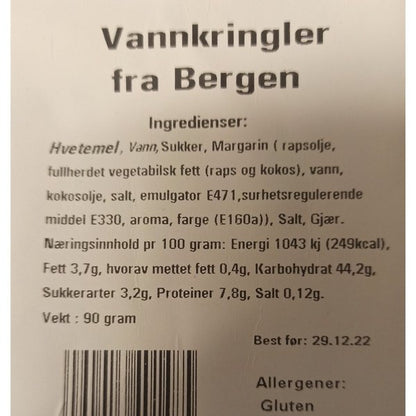 Vannkringler
fra Bergen
Ingredienser:
Hvetemel, Vann, Sukker, Margarin ( rapsolje,
fullherdet vegetabilsk fett (raps og kokos), vann,
kokosolje, salt, emulgator E471,surhetsregulerende
middel E330, aroma, farge (E160a)), Salt, Gjær.
Næringsinnhold pr 100 gram: Energi 1043 kj (249kcal),
Fett 3,7g, hvorav mettet fett 0,4g, Karbohydrat 44,2g,
Sukkerarter 3,2g, Proteiner 7,8g, Salt 0,12g.
Vekt : 90 gram
Best før: 29.12.22
Allergener:
Gluten